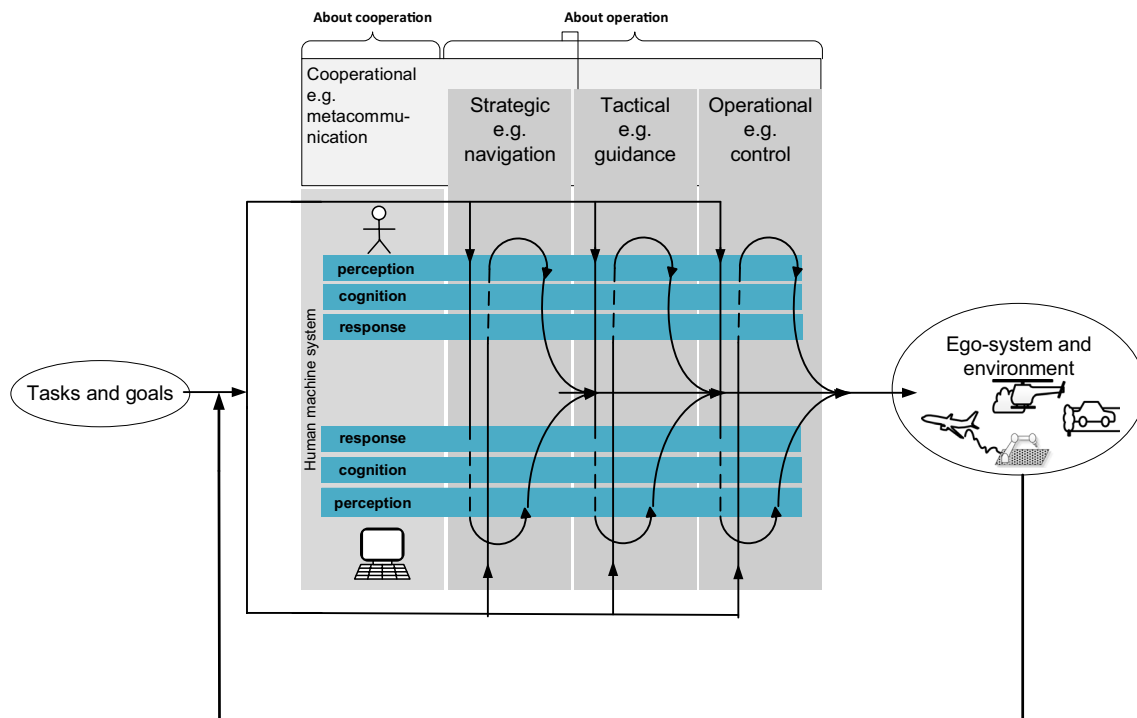 About cooperation
About operation
Cooperational
e.g.
metacommu-
nication
Strategic
e.g.
navigation
Tactical
e.g.
guidance
Operational
e.g.
control
Human machine system
perception
cognition
response
response
cognition
perception
Tasks and goals
Ego-system and
environment